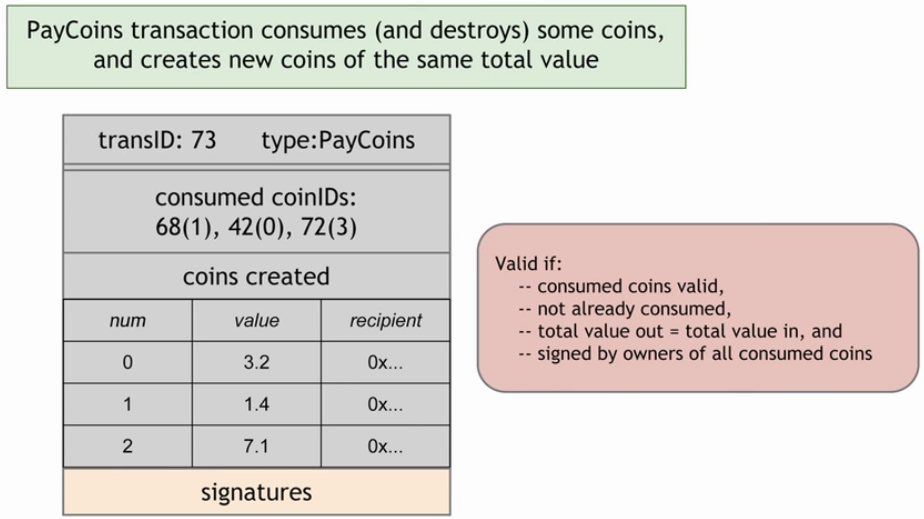 PayCoins transaction consumes (and destroys) some coins,
and creates new coins of the same total value
transID: 73 type:PayCoins
consumed coinIDs:
68(1), 42(0), 72(3)
coins created
num value recipient
0 3.2 0x...
1 1.4 0x...
2 7.1 0x...
signatures
Valid if:
-- consumed coins valid,
-- not already consumed,
-- total value out = total value in, and
-- signed by owners of all consumed coins